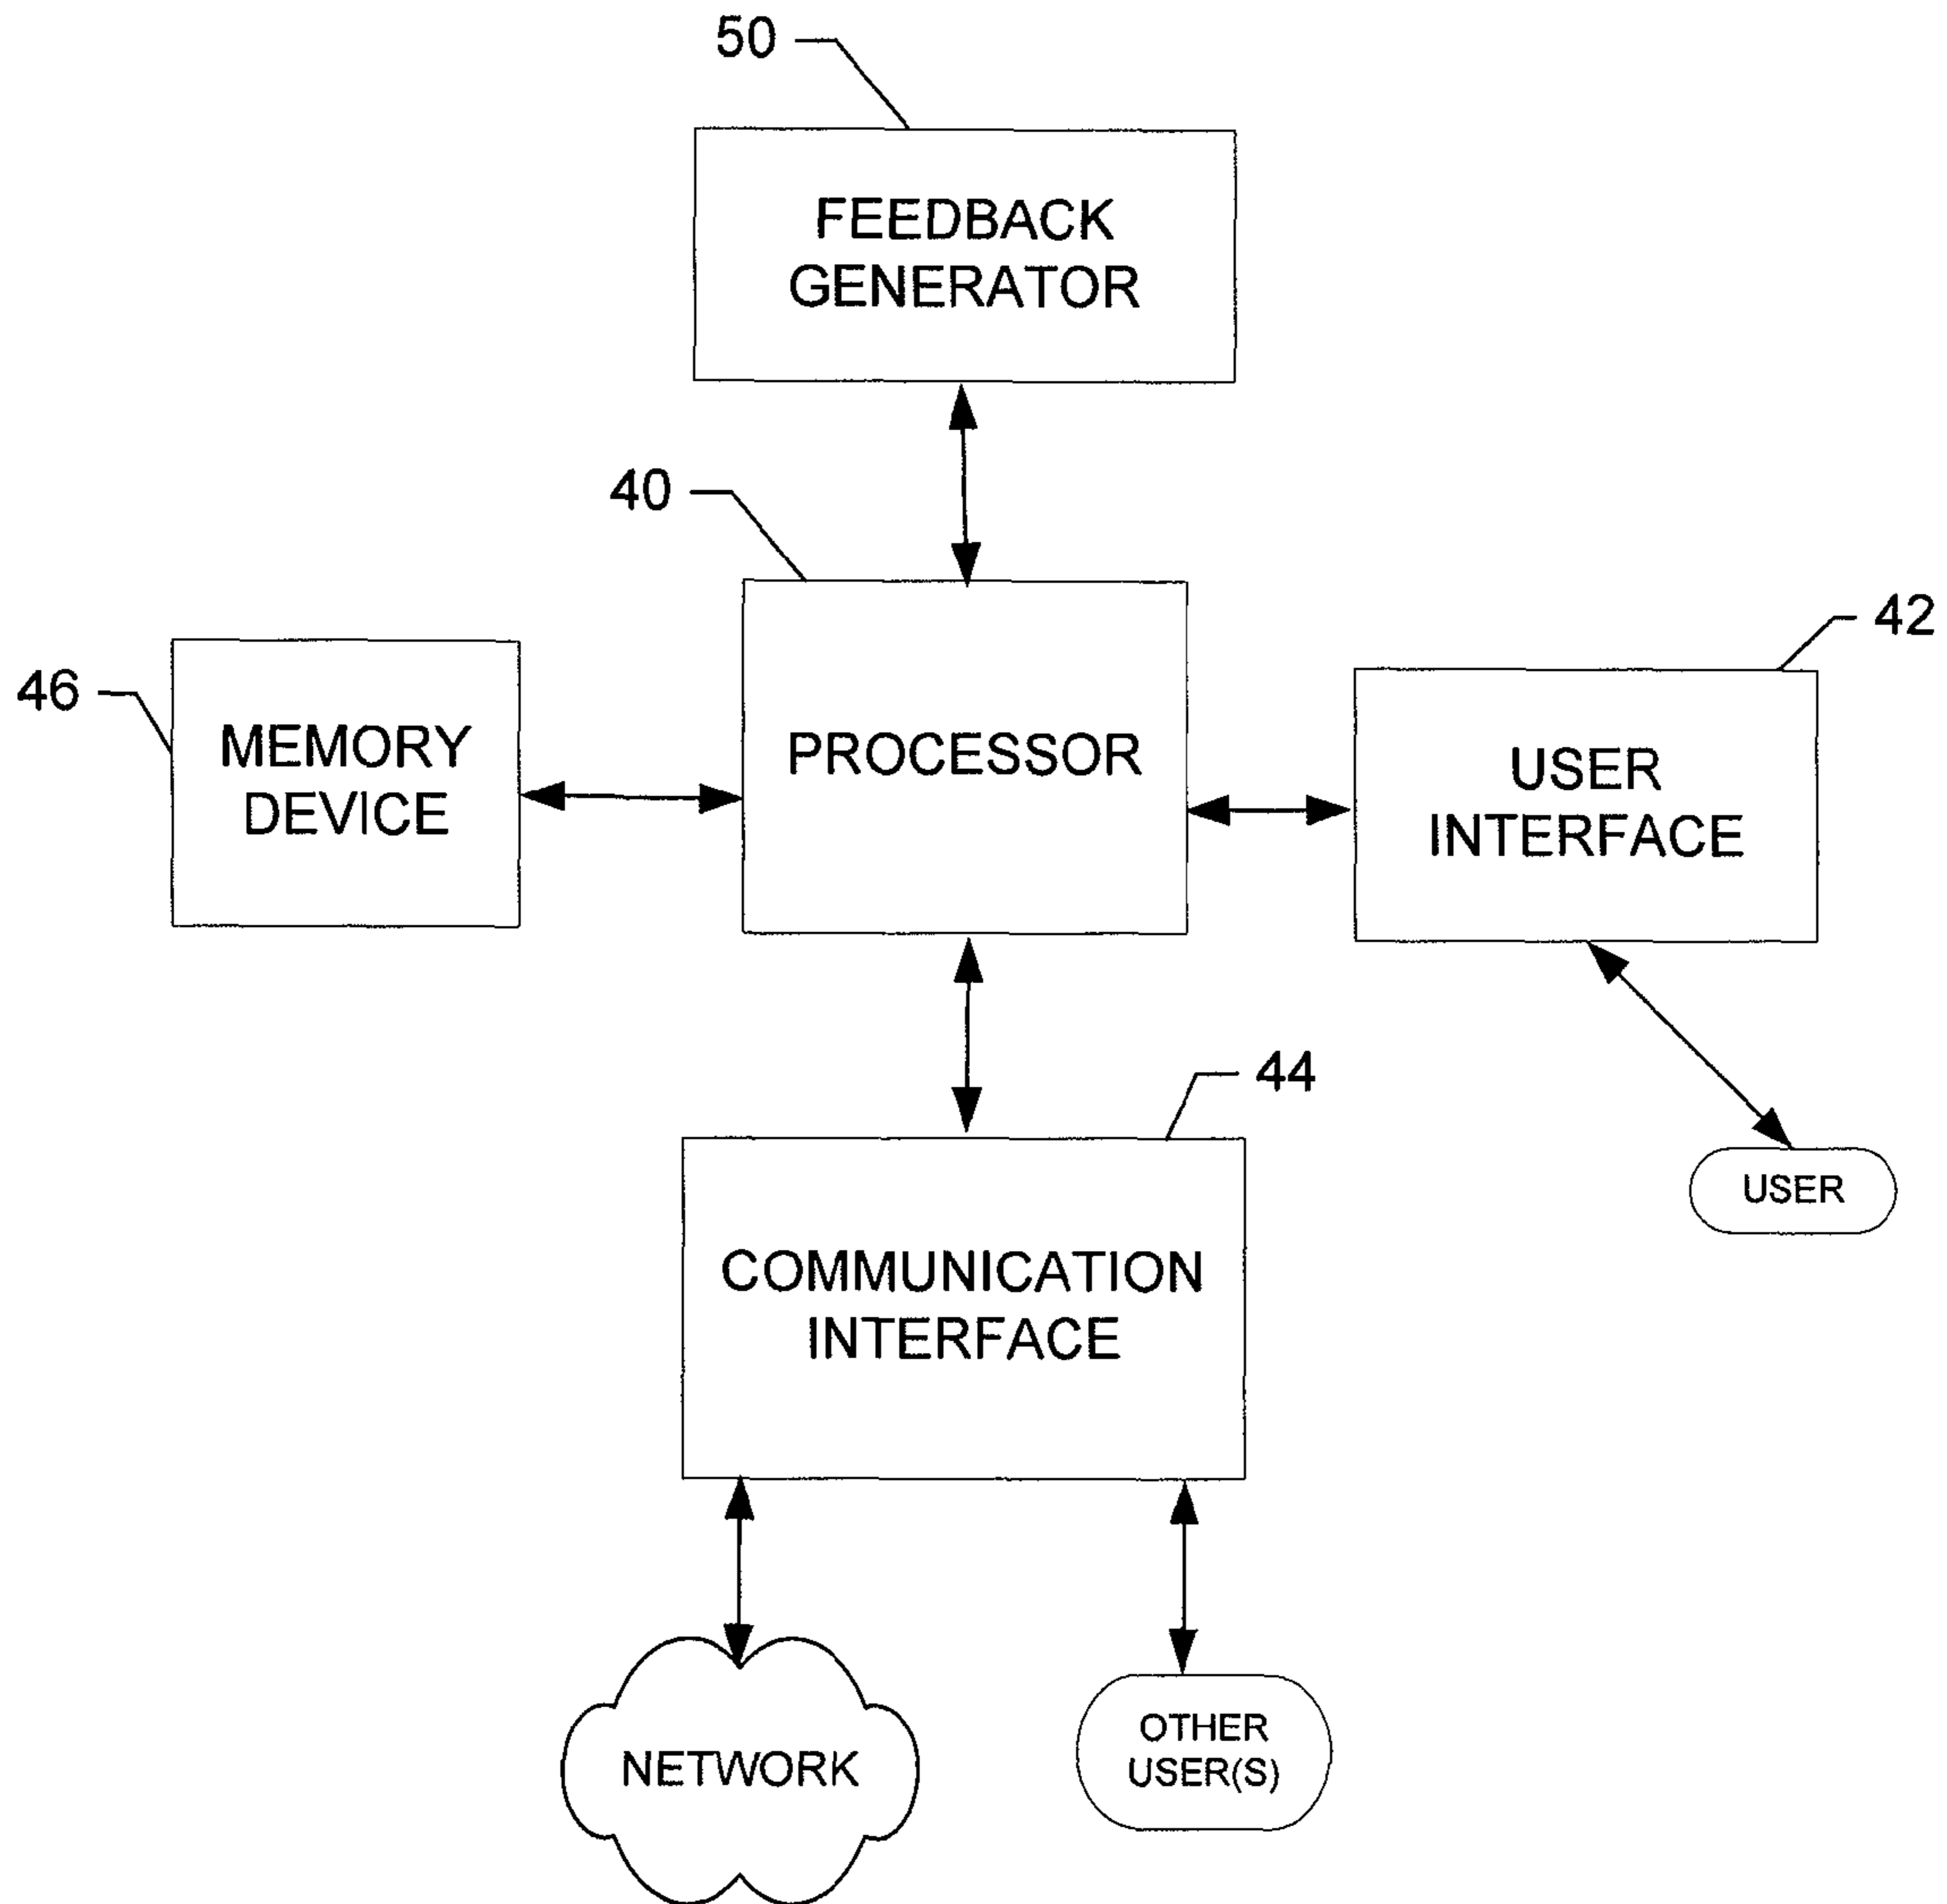 50
FEEDBACK
GENERATOR
40
42
46
MEMORY
DEVICE
PROCESSOR
USER
INTERFACE
44
USER
COMMUNICATION
INTERFACE
NETWORK
OTHER
USER(S)